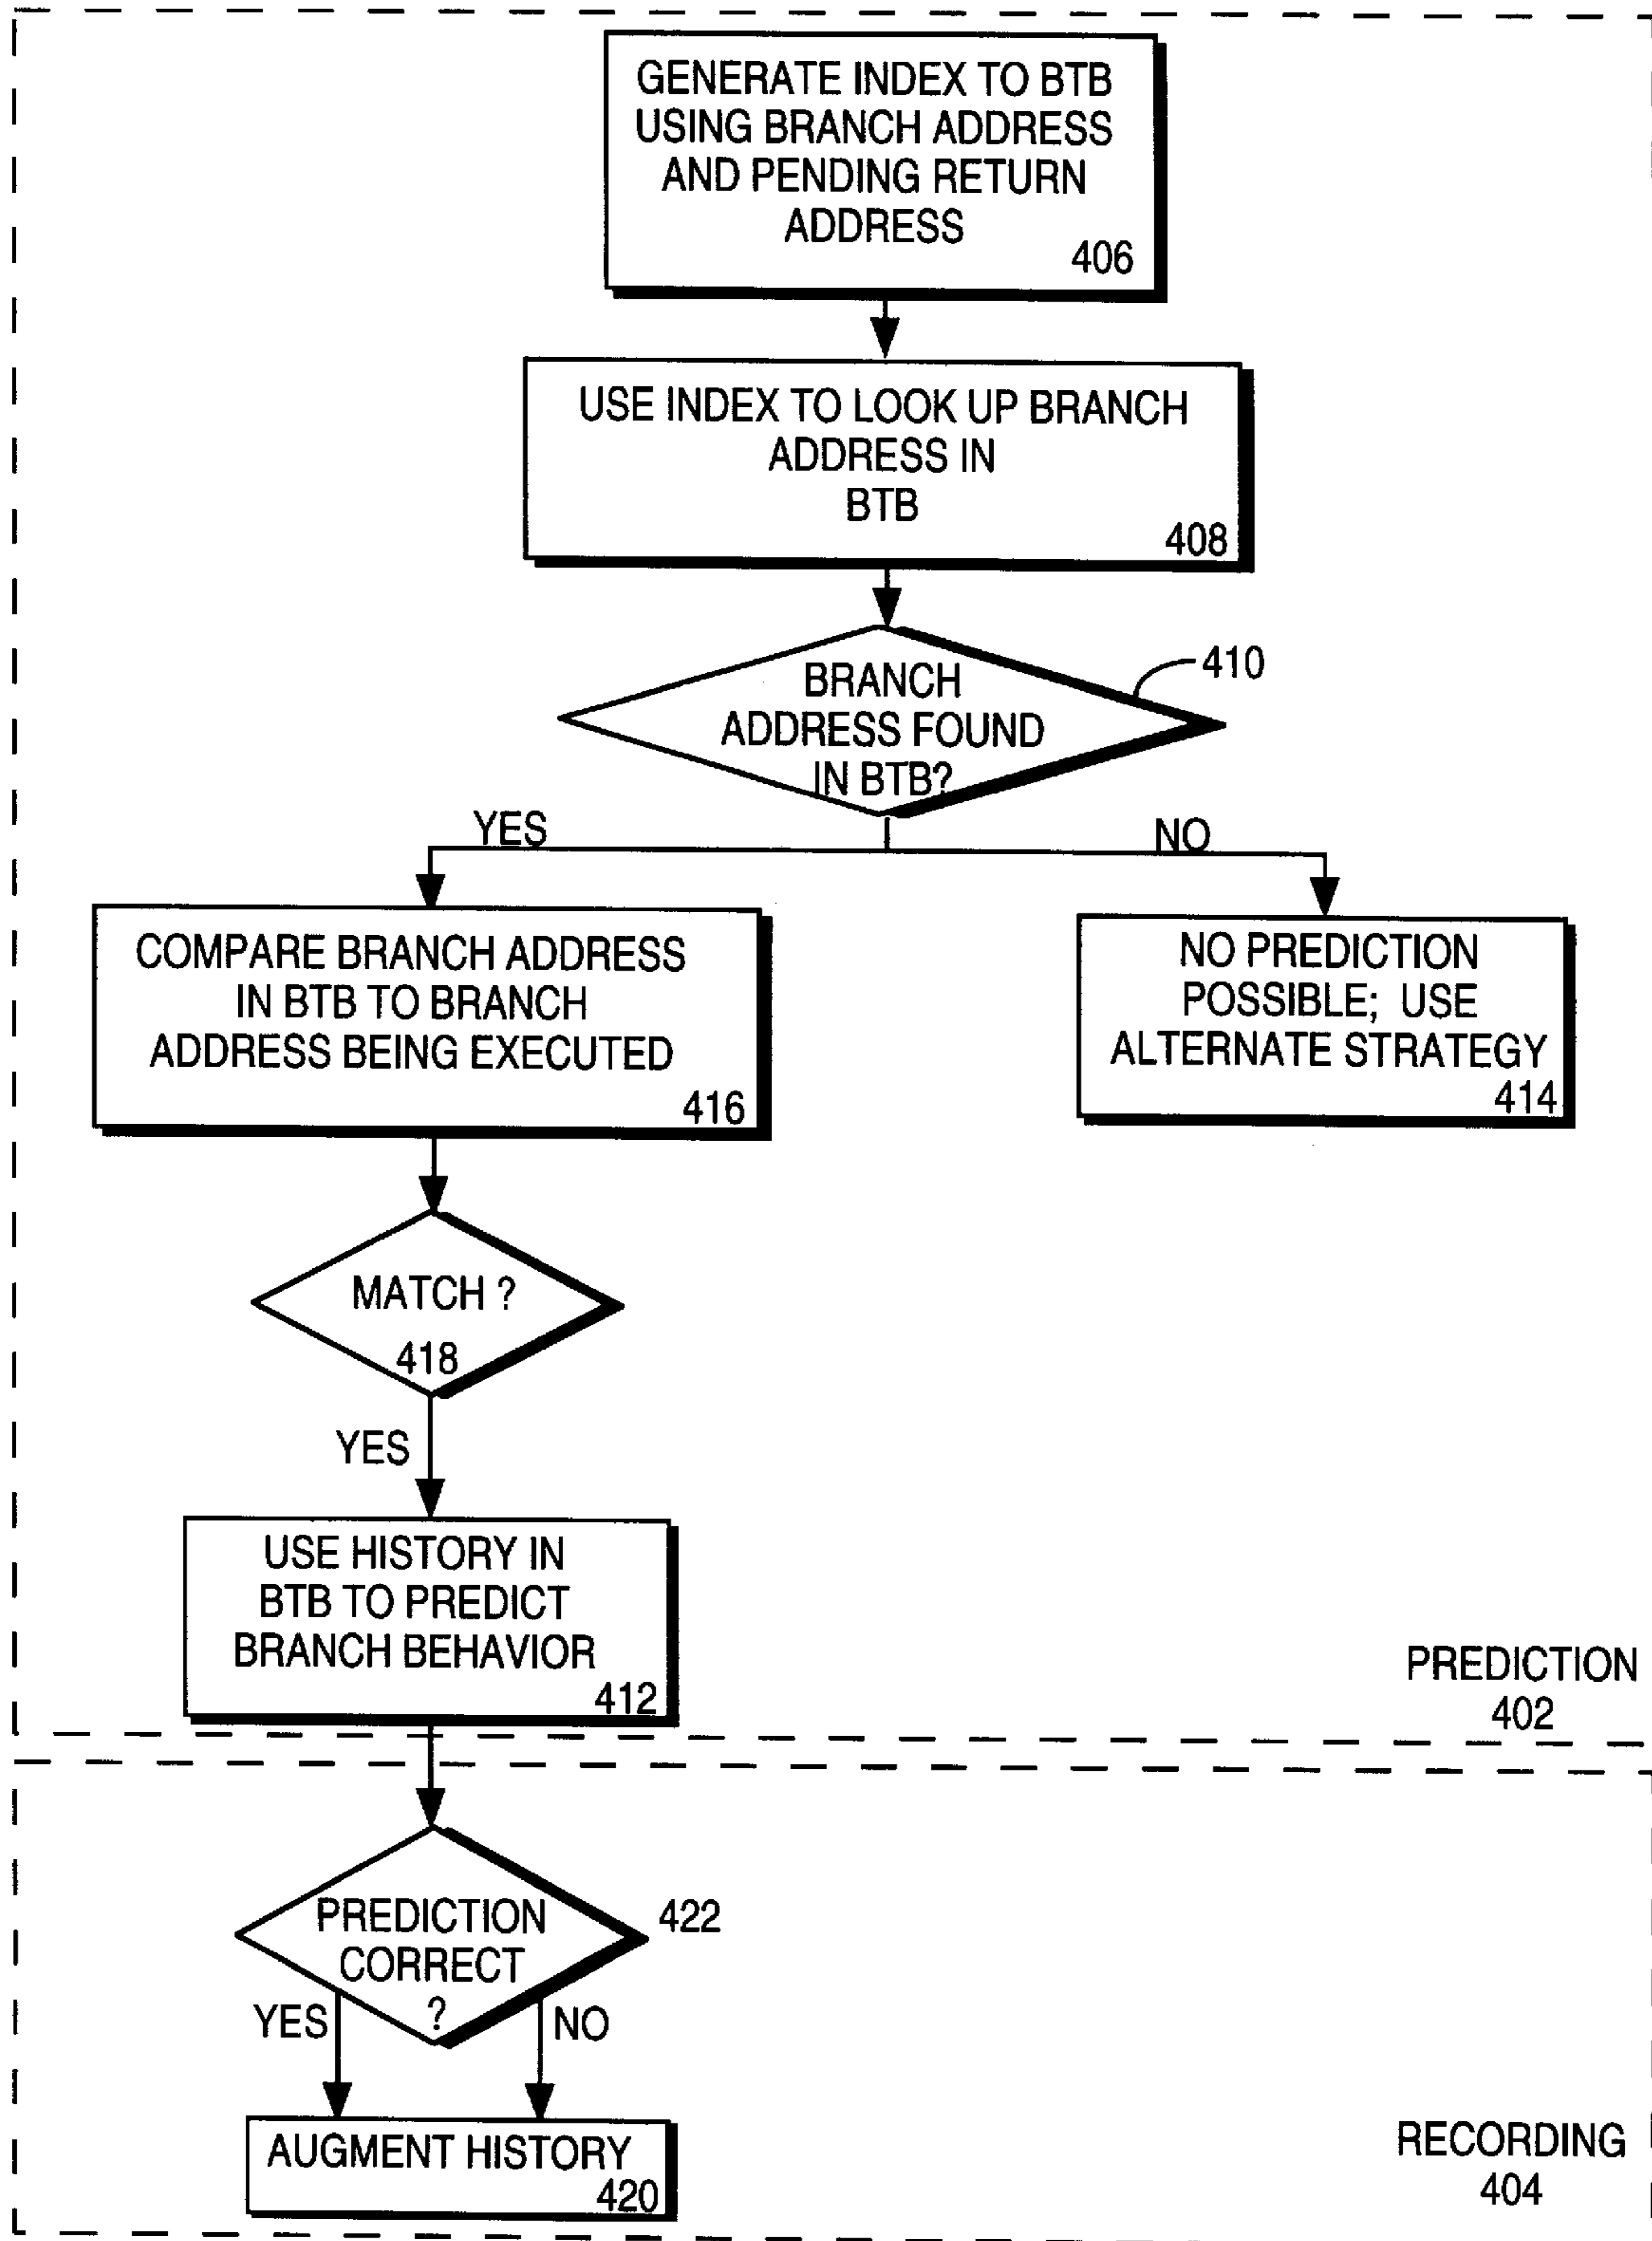 GENERATE INDEX TO BTB
USING BRANCH ADDRESS
AND PENDING RETURN
ADDRESS
406
USE INDEX TO LOOK UP BRANCH
ADDRESS IN
BTB
408
BRANCH
ADDRESS FOUND
IN BTB?
410
YES
NO
COMPARE BRANCH ADDRESS
IN BTB TO BRANCH
ADDRESS BEING EXECUTED
416
NO PREDICTION
POSSIBLE; USE
ALTERNATE STRATEGY
414
MATCH ?
418
YES
USE HISTORY IN
BTB TO PREDICT
BRANCH BEHAVIOR
412
PREDICTION
402
PREDICTION
CORRECT
?
422
YES
NO
AUGMENT HISTORY
420
RECORDING
404